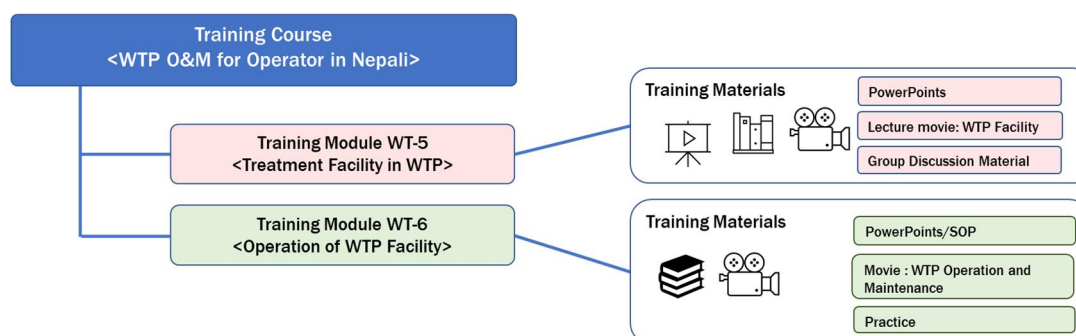 Training Course
<WTP O&M for Operator in Nepali>
Training Module WT-5
<Treatment Facility in WTP>
Training Materials
PowerPoints
Lecture movie: WTP Facility
Group Discussion Material
Training Module WT-6
<Operation of WTP Facility>
Training Materials
PowerPoints/SOP
Movie : WTP Operation and
Maintenance
Practice